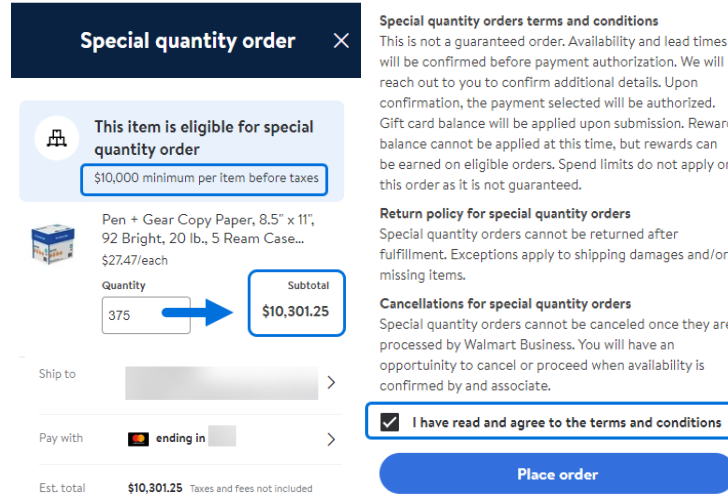 Special quantity order
This item is eligible for special
quantity order
$10,000 minimum per item before taxes
Pen + Gear Copy Paper, 8.5" x 11",
92 Bright, 20 lb., 5 Ream Case...
$27.47/each
Quantity
Subtotal
375
$10,301.25
Ship to
Pay with
ending in
Est. total
$10,301.25 Taxes and fees not included
Special quantity orders terms and conditions
This is not a guaranteed order. Availability and lead times
will be confirmed before payment authorization. We will
reach out to you to confirm additional details. Upon
confirmation, the payment selected will be authorized.
Gift card balance will be applied upon submission. Rewar
balance cannot be applied at this time, but rewards can
be earned on eligible orders. Spend limits do not apply o
this order as it is not guaranteed.
Return policy for special quantity orders
Special quantity orders cannot be returned after
fulfillment. Exceptions apply to shipping damages and/or
missing items.
Cancellations for special quantity orders
Special quantity orders cannot be canceled once they are
processed by Walmart Business. You will have an
opportuinity to cancel or proceed when availability is
confirmed by and associate.
I have read and agree to the terms and conditions
Place order